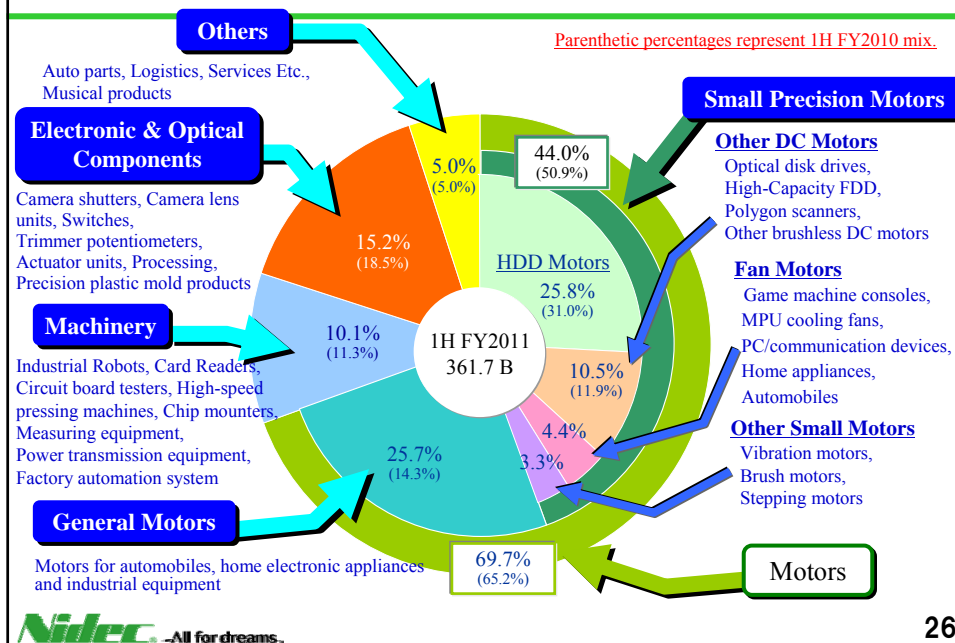 Others
Parenthetic percentages represent 1H FY2010 mix.
Auto parts, Logistics, Services Etc.,
Musical products
Small Precision Motors
Electronic & Optical
Components
Camera shutters, Camera lens
units, Switches,
Trimmer potentiometers,
Actuator units, Processing,
Precision plastic mold products
Machinery
Industrial Robots, Card Readers,
Circuit board testers, High-speed
pressing machines, Chip mounters,
Measuring equipment,
Power transmission equipment,
Factory automation system
General Motors
Motors for automobiles, home electronic appliances
and industrial equipment
5.0%
(5.0%)
44.0%
(50.9%)
15.2%
(18.5%)
HDD Motors
25.8%
(31.0%)
10.1%
(11.3%)
1H FY2011
361.7 B
10.5%
(11.9%)
4.4%
3.3%
25.7%
(14.3%)
69.7%
(65.2%)
Other DC Motors
Optical disk drives,
High-Capacity FDD,
Polygon scanners,
Other brushless DC motors
Fan Motors
Game machine consoles,
MPU cooling fans,
PC/communication devices,
Home appliances,
Automobiles
Other Small Motors
Vibration motors,
Brush motors,
Stepping motors
Motors
Nidec -All for dreams-
26